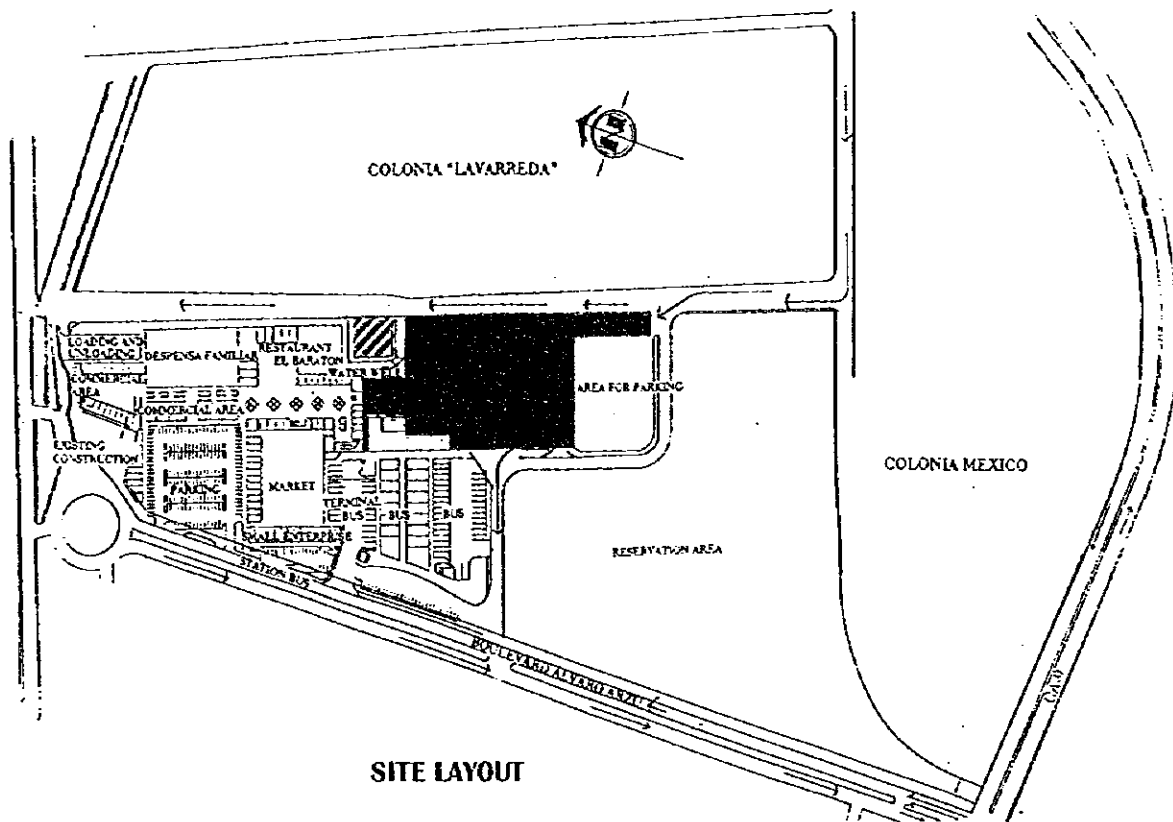 COLONIA "LAVARREDA"
LOADING AND
UNLOADING
DESPENSA FAMILIAR
RESTAURANT
EL BARATON
WATER WE
COMMERCIAL
AREA
COMMERCIAL AREA
AREA FOR PARKING
EXISTING
CONSTRUCTION
PARKING
MARKET
TERMINAL
BUS
BUS
BUS
SMALL ENTERPRISE
STATION BUS
COLONIA MEXICO
RESERVATION AREA
BOULEVARD ALVARO ARZU
SITE LAYOUT